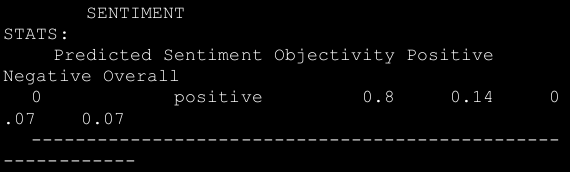 SENTIMENT
STATS:
Predicted Sentiment Objectivity Positive
Negative Overall
0 positive 0.8 0.14 0
.07 0.07
------------------------------------------------
------------